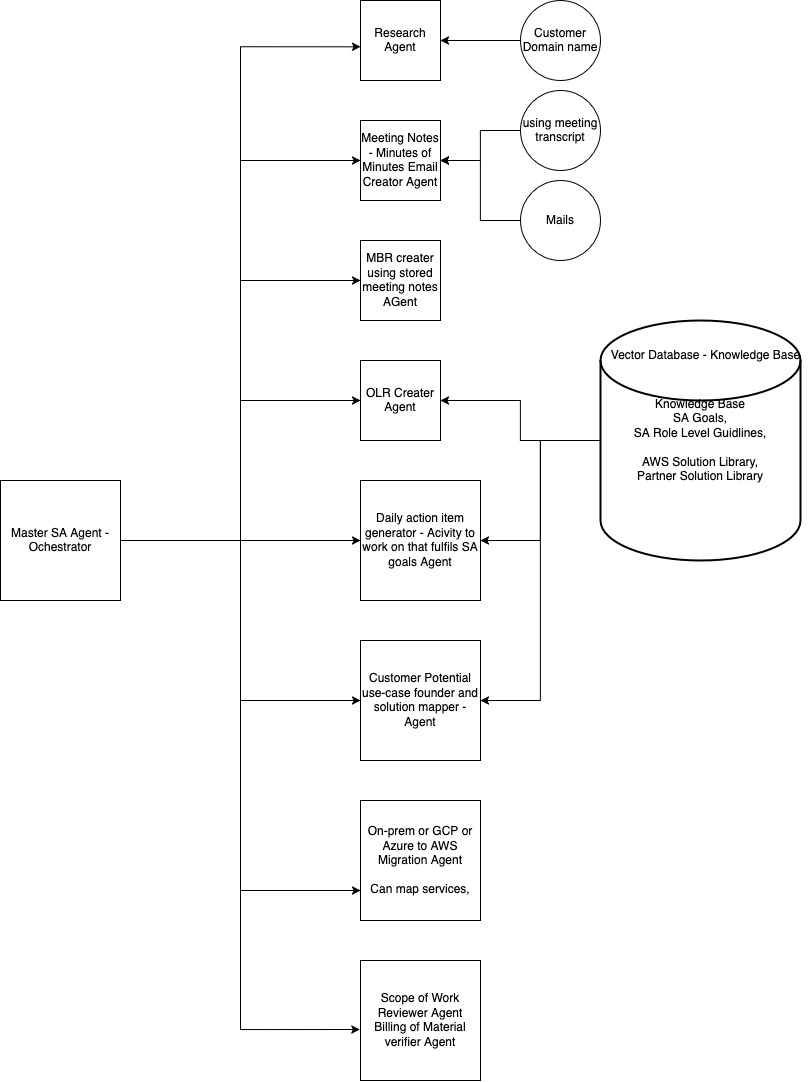 Research
Agent
Customer
Domain name
Meeting Notes
- Minutes of
Minutes Email
Creator Agent
using meeting
transcript
Mails
MBR creater
using stored
meeting notes
AGent
OLR Creater
Agent
Vector Database - Knowledge Base
Knowledge Base
SA Goals,
SA Role Level Guidlines,
AWS Solution Library,
Partner Solution Library
Master SA Agent -
Ochestrator
Daily action item
generator - Acivity to
work on that fulfils SA
goals Agent
Customer Potential
use-case founder and
solution mapper -
Agent
On-prem or GCP or
Azure to AWS
Migration Agent
Can map services,
Scope of Work
Reviewer Agent
Billing of Material
verifier Agent